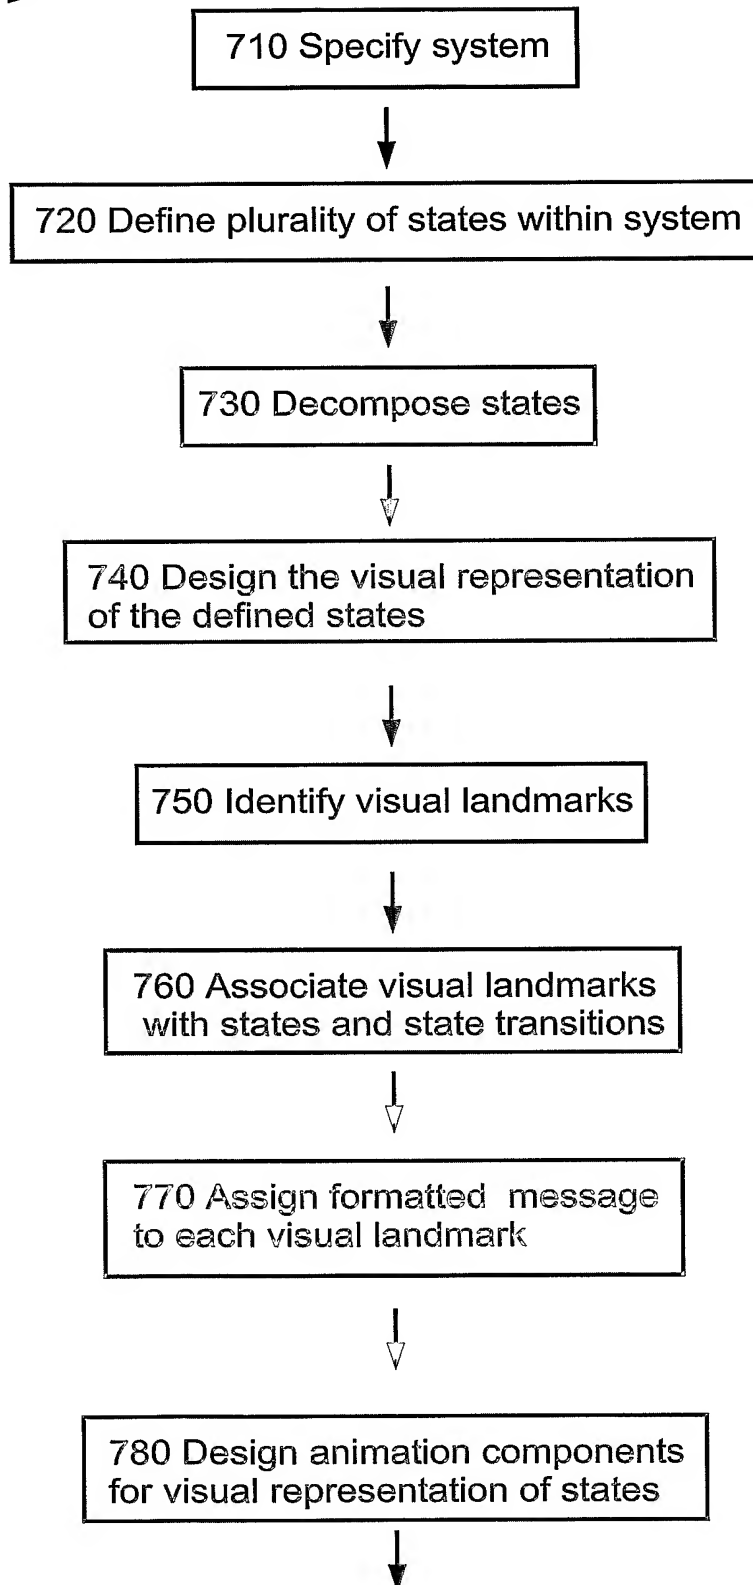 710 Specify system
720 Define plurality of states within system
730 Decompose states
740 Design the visual representation
of the defined states
750 Identify visual landmarks
760 Associate visual landmarks
with states and state transitions
770 Assign formatted message
to each visual landmark
780 Design animation components
for visual representation of states